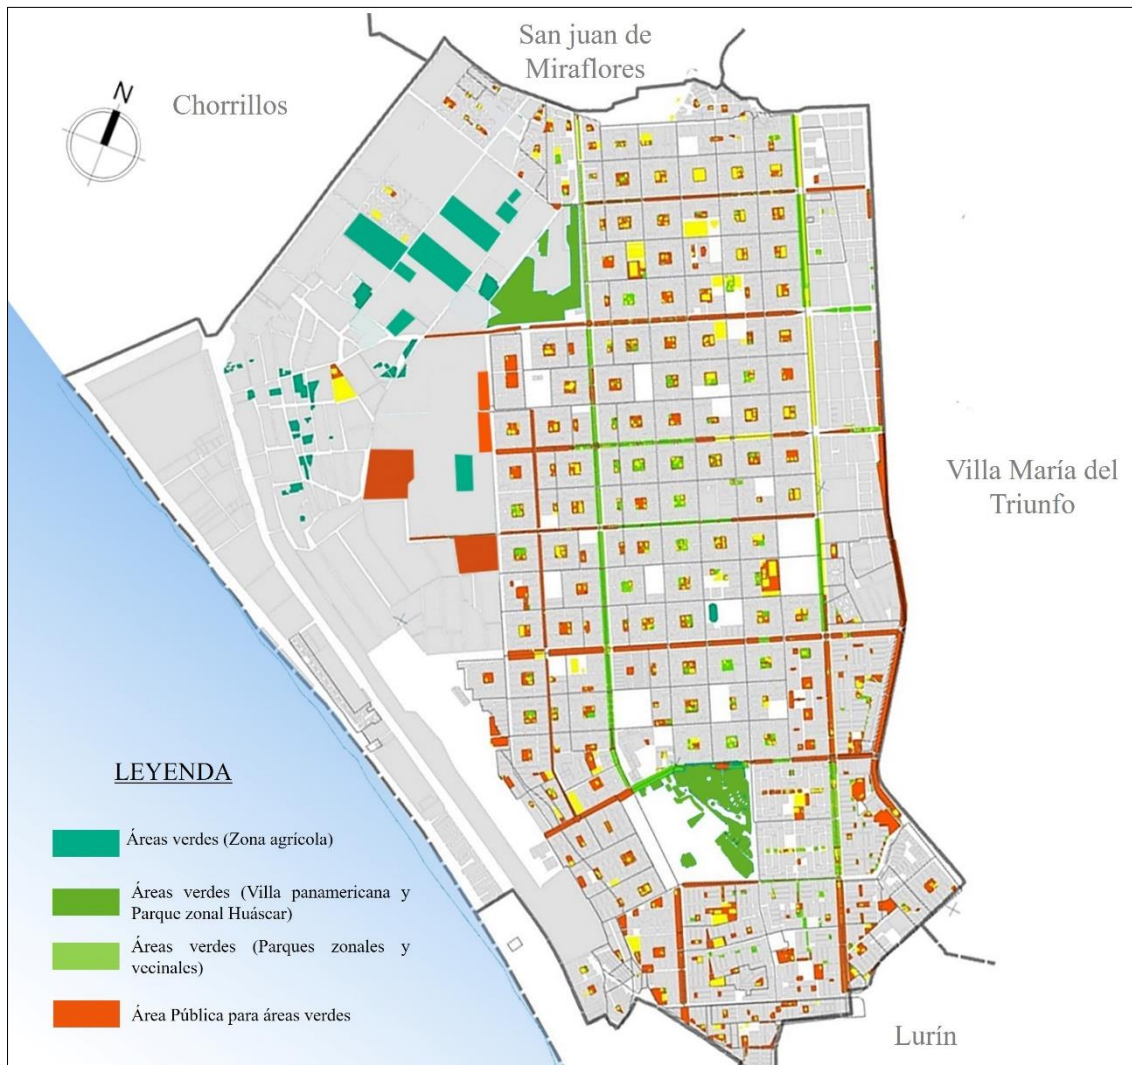 San juan de
Miraflores
Chorrillos
N
Villa María del
Triunfo
LEYENDA
Áreas verdes (Zona agrícola)
Áreas verdes (Villa panamericana y
Parque zonal Huáscar)
Áreas verdes (Parques zonales y
vecinales)
Área Pública para áreas verdes
Lurín